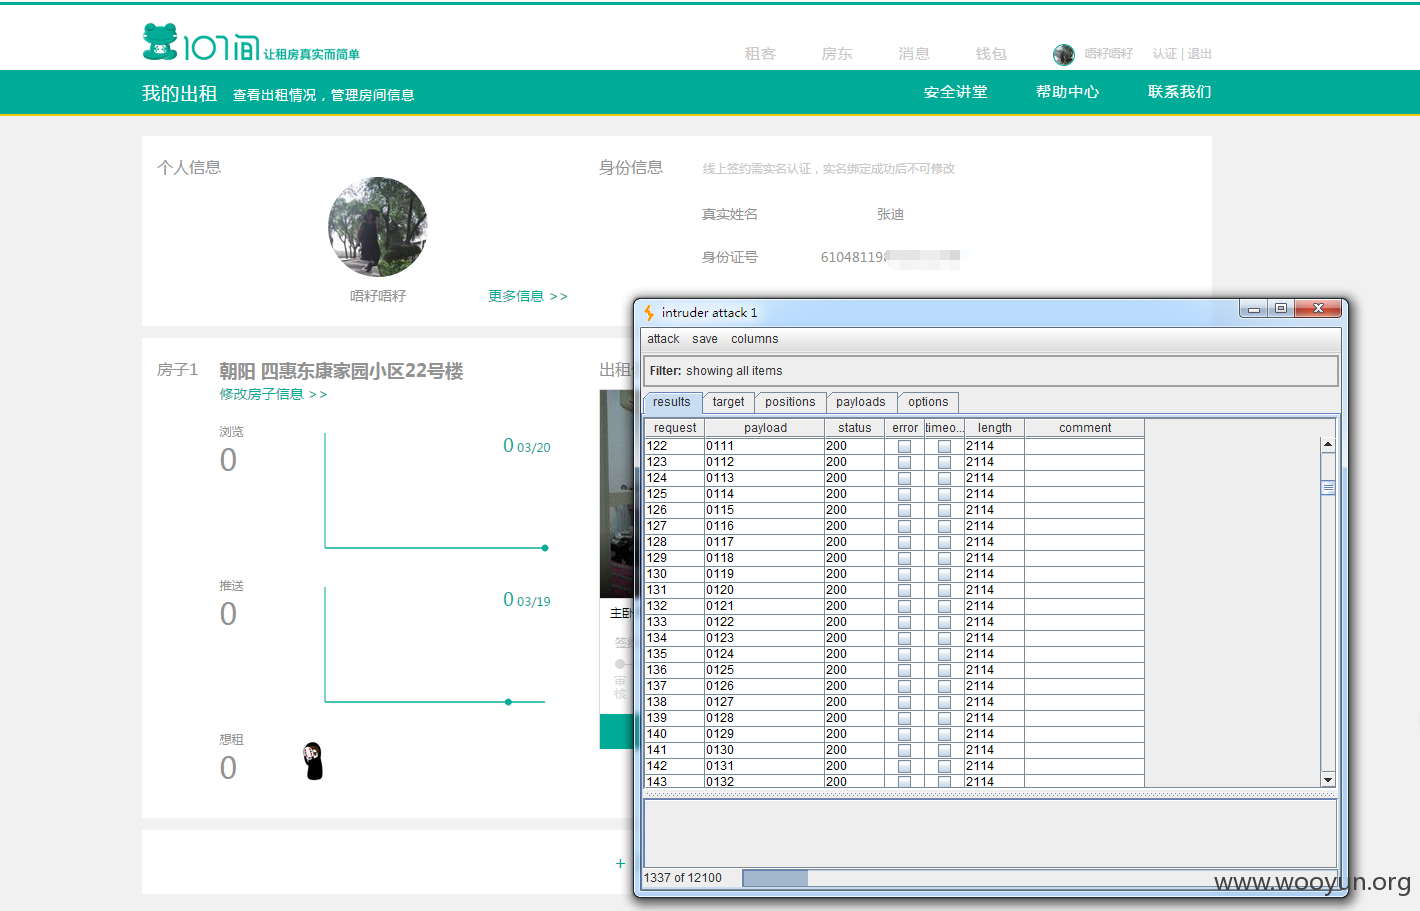 107间 让租房真实而简单
租客 房东 消息 钱包 唔籽唔籽 认证 | 退出
我的出租 查看出租情况，管理房间信息 安全讲堂 帮助中心 联系我们
个人信息
唔籽唔籽 更多信息 >>
身份信息 线上签约需实名认证，实名绑定成功后不可修改
真实姓名 张迪
身份证号 61048119
房子1 朝阳 四惠东康家园小区22号楼
修改房子信息 >>
浏览
0
0 03/20
推送
0
0 03/19
想租
0
出租
主卧
审
核
+
intruder attack 1
attack save columns
Filter: showing all items
results target positions payloads options
request payload status error timeo... length comment
122 0111 200 2114
123 0112 200 2114
124 0113 200 2114
125 0114 200 2114
126 0115 200 2114
127 0116 200 2114
128 0117 200 2114
129 0118 200 2114
130 0119 200 2114
131 0120 200 2114
132 0121 200 2114
133 0122 200 2114
134 0123 200 2114
135 0124 200 2114
136 0125 200 2114
137 0126 200 2114
138 0127 200 2114
139 0128 200 2114
140 0129 200 2114
141 0130 200 2114
142 0131 200 2114
143 0132 200 2114
1337 of 12100
www.wooyun.org